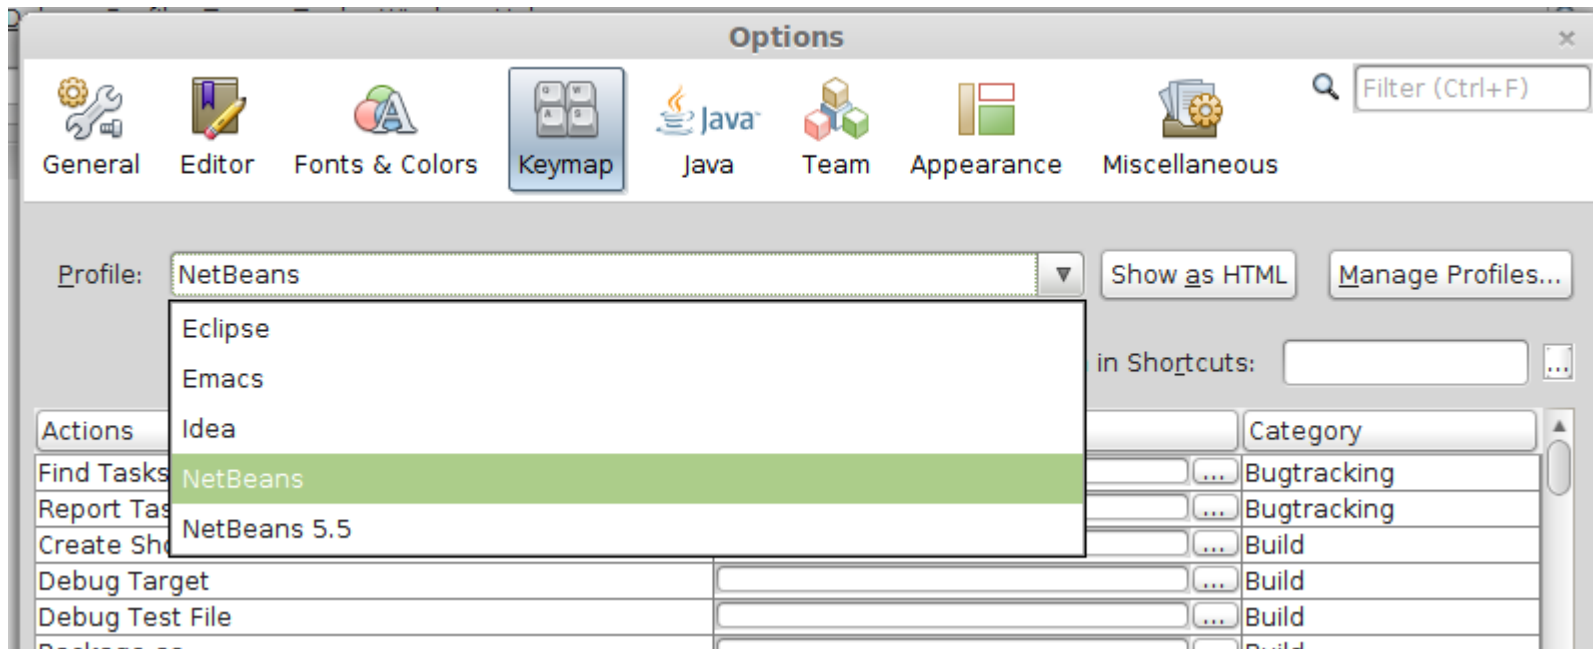 Options
Filter (Ctrl+F)
Java
General Editor Fonts & Colors Keymap Java Team Appearance Miscellaneous
Profile: NetBeans Show as HTML Manage Profiles...
Eclipse
in Shortcuts: ...
Emacs
Idea
Actions Category
Find Tasks ... Bugtracking
NetBeans
Report ... Bugtracking
NetBeans 5.5
Create ... Build
Debug Target ... Build
Debug Test File ... Build